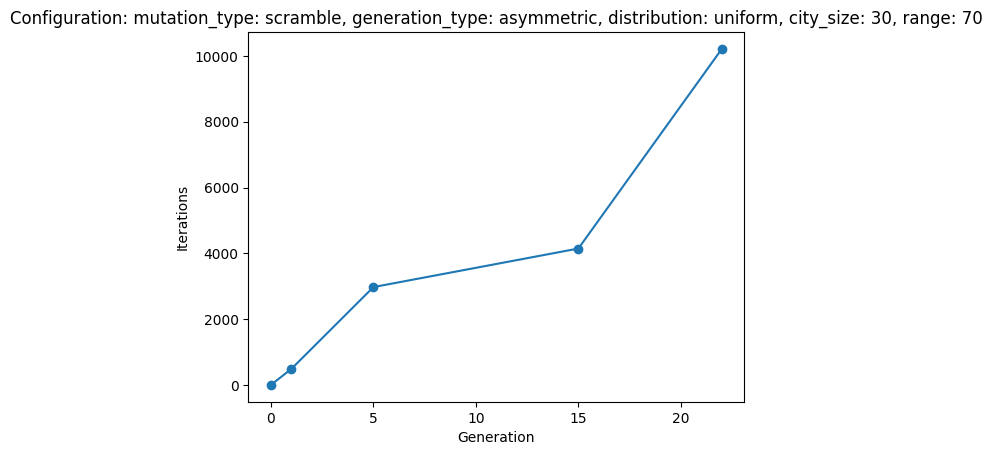 Configuration: mutation_type: scramble, generation_type: asymmetric, distribution: uniform, city_size: 30, range: 70
10000
8000
6000
4000
2000
0
Iterations
0 5 10 15 20
Generation